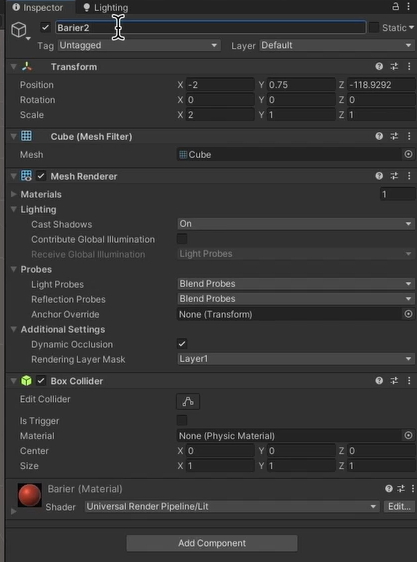 Inspector Lighting
Barier2 Static
Tag Untagged Layer Default
Transform
Position X -2 Y 0.75 Z -118.9292
Rotation X 0 Y 0 Z 0
Scale X 2 Y 1 Z 1
Cube (Mesh Filter)
Mesh Cube
Mesh Renderer
Materials 1
Lighting
Cast Shadows On
Contribute Global Illumination
Receive Global Illumination Light Probes
Probes
Light Probes Blend Probes
Reflection Probes Blend Probes
Anchor Override None (Transform)
Additional Settings
Dynamic Occlusion
Rendering Layer Mask Layer1
Box Collider
Edit Collider
Is Trigger
Material None (Physic Material)
Center X 0 Y 0 Z 0
Size X 1 Y 1 Z 1
Barier (Material)
Shader Universal Render Pipeline/Lit Edit...
Add Component